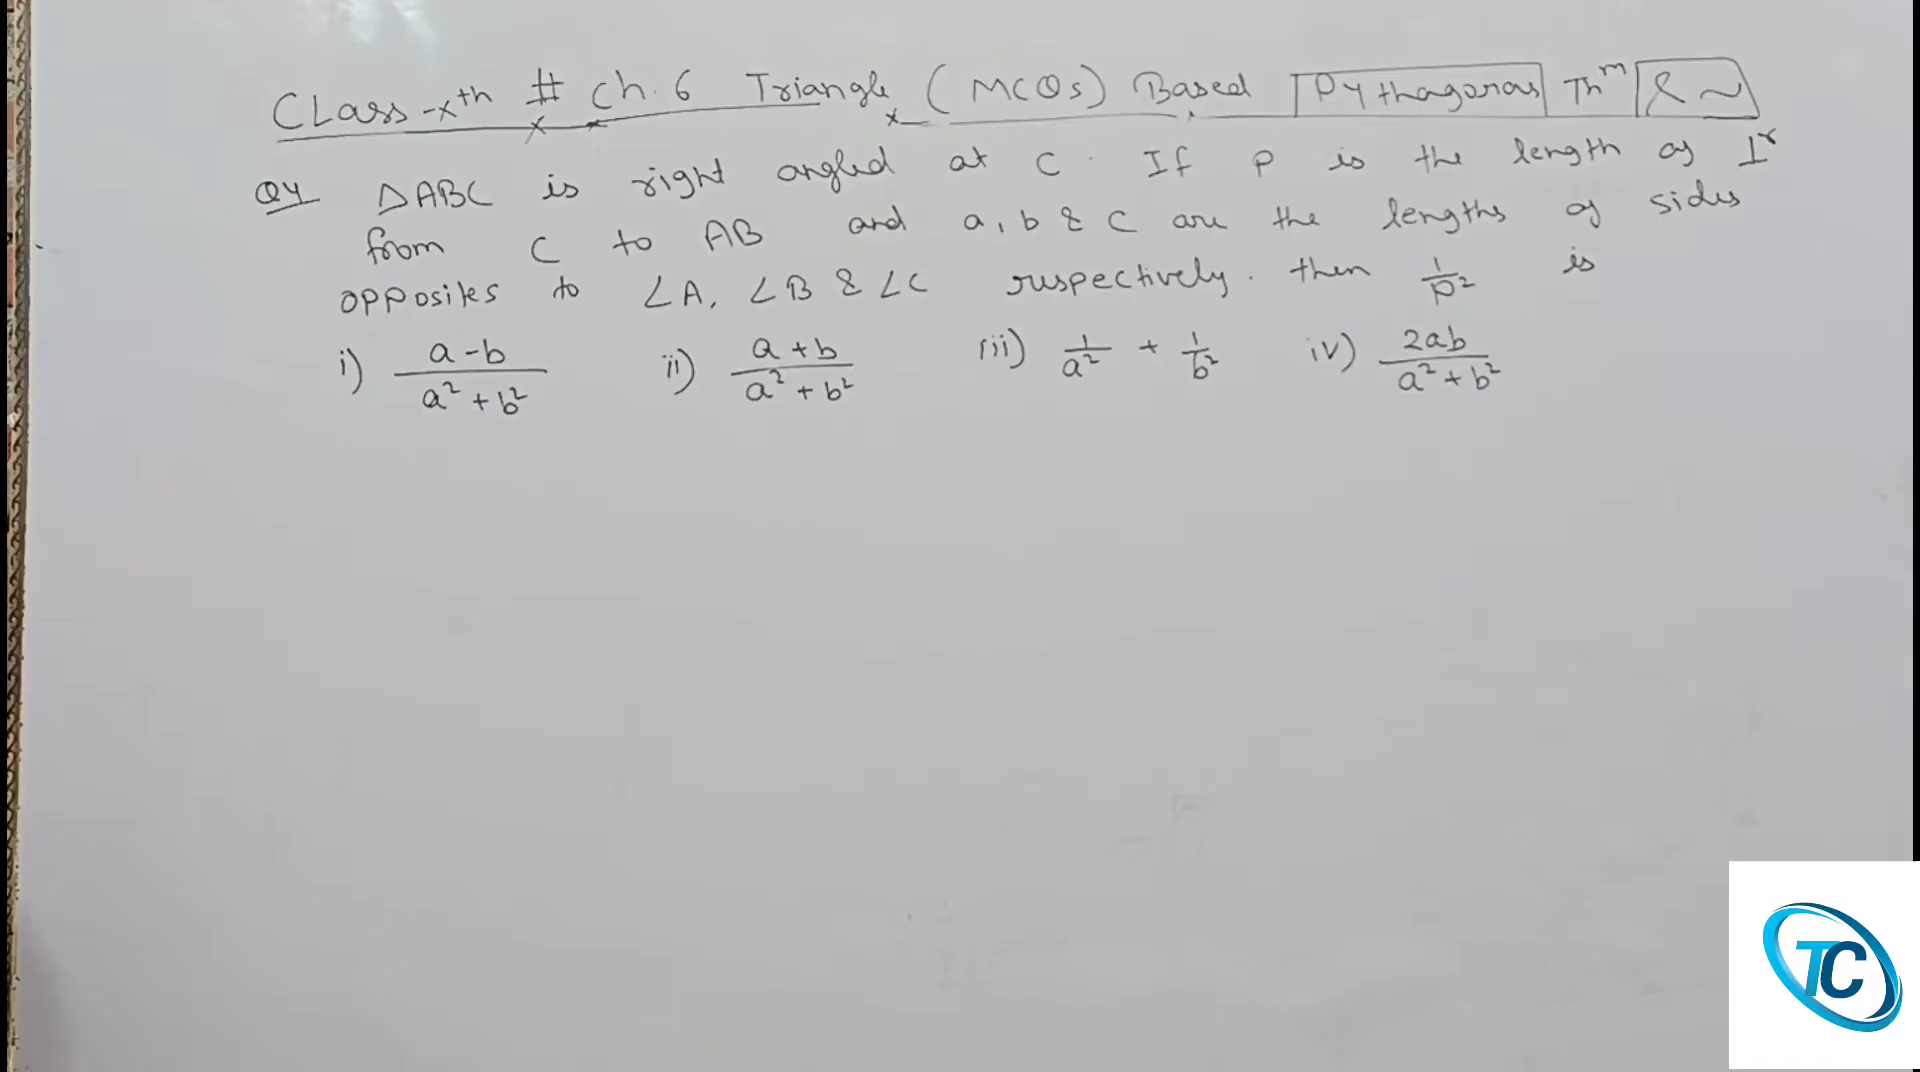 Class-xth # Ch.6 Triangle (MCQs) Based Pythagoras Thm & ~
Q4 △ABC is right angled at C. If P is the length of ⊥r
from C to AB and a, b & c are the lengths of sides
opposites to ∠A, ∠B & ∠C respectively. then 1/p² is
i) a-b/a²+b² ii) a+b/a²+b² iii) 1/a² + 1/b² iv) 2ab/a²+b²
TC